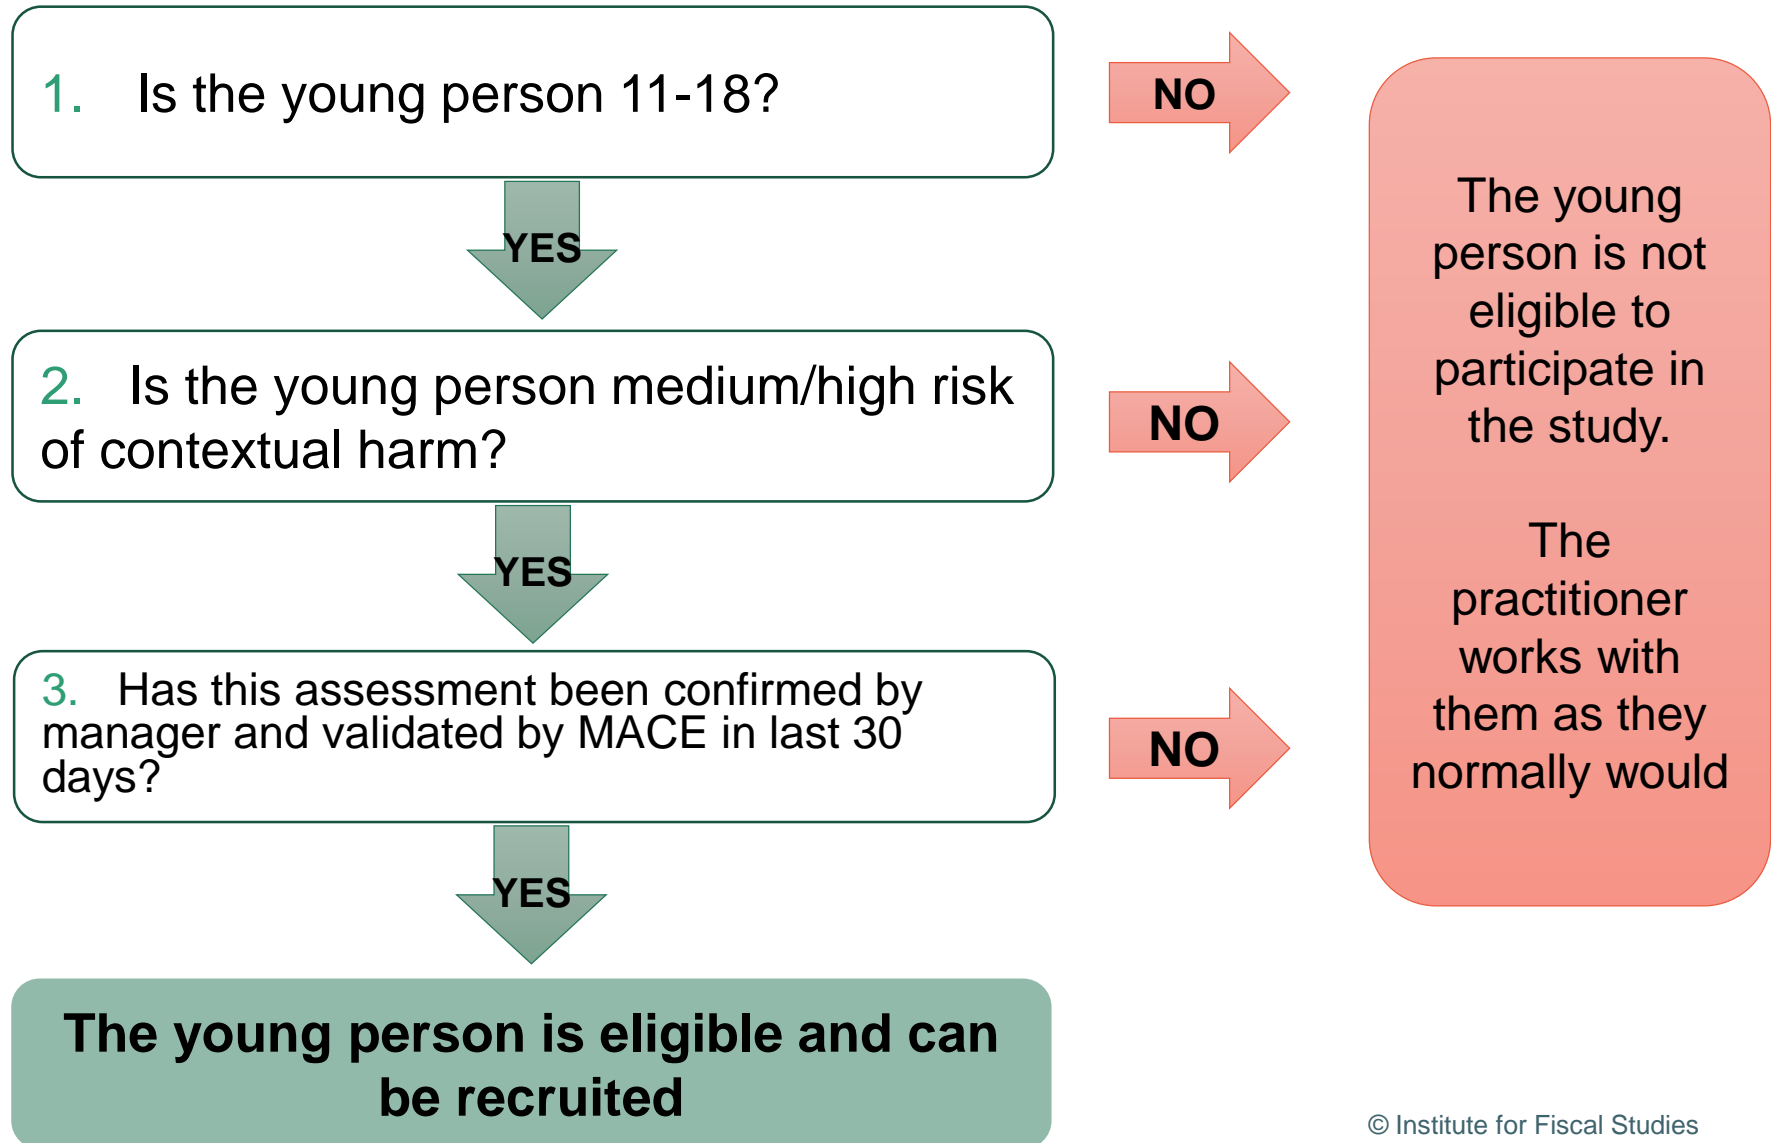 1. Is the young person 11-18?
NO
YES
2. Is the young person medium/high risk
of contextual harm?
NO
YES
3. Has this assessment been confirmed by
manager and validated by MACE in last 30
days?
NO
YES
The young person is eligible and can
be recruited
The young
person is not
eligible to
participate in
the study.
The
practitioner
works with
them as they
normally would
© Institute for Fiscal Studies